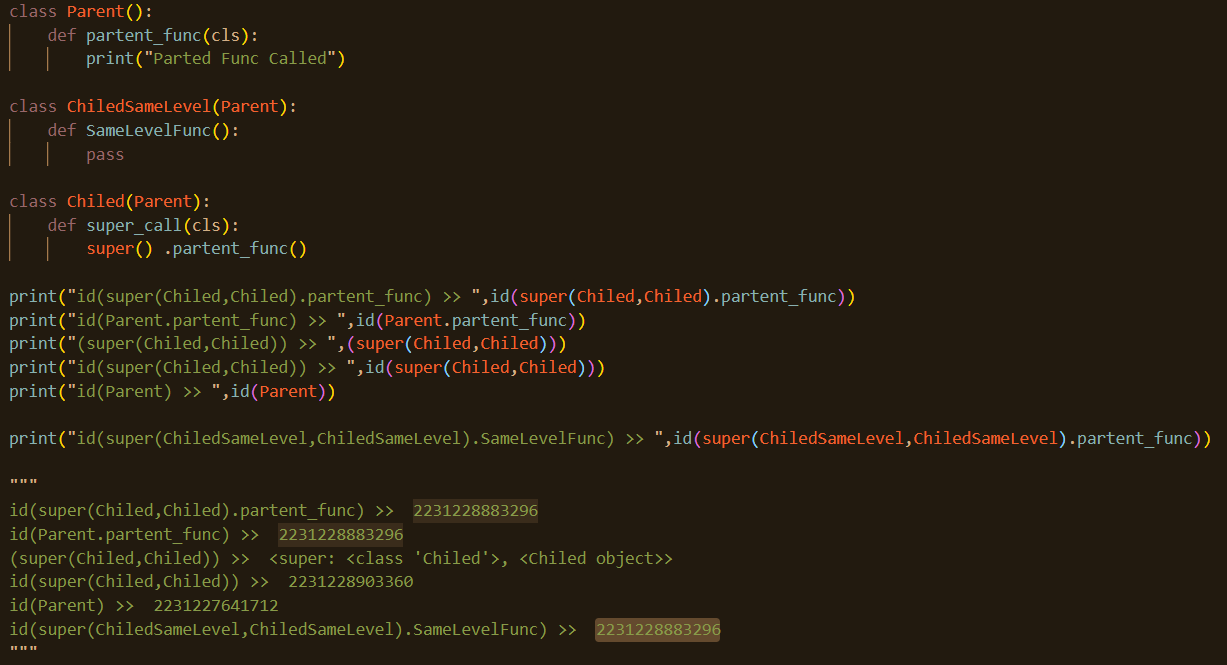 class Parent():
    def partent_func(cls):
        print("Parted Func Called")

class ChiledSameLevel(Parent):
    def SameLevelFunc():
        pass

class Chiled(Parent):
    def super_call(cls):
        super() .partent_func()

print("id(super(Chiled,Chiled).partent_func) >> ",id(super(Chiled,Chiled).partent_func))
print("id(Parent.partent_func) >> ",id(Parent.partent_func))
print("(super(Chiled,Chiled)) >> ",(super(Chiled,Chiled)))
print("id(super(Chiled,Chiled)) >> ",id(super(Chiled,Chiled)))
print("id(Parent) >> ",id(Parent))

print("id(super(ChiledSameLevel,ChiledSameLevel).SameLevelFunc) >> ",id(super(ChiledSameLevel,ChiledSameLevel).partent_func))

"""
id(super(Chiled,Chiled).partent_func) >>  2231228883296
id(Parent.partent_func) >>  2231228883296
(super(Chiled,Chiled)) >>  <super: <class 'Chiled'>, <Chiled object>>
id(super(Chiled,Chiled)) >>  2231228903360
id(Parent) >>  2231227641712
id(super(ChiledSameLevel,ChiledSameLevel).SameLevelFunc) >>  2231228883296
"""